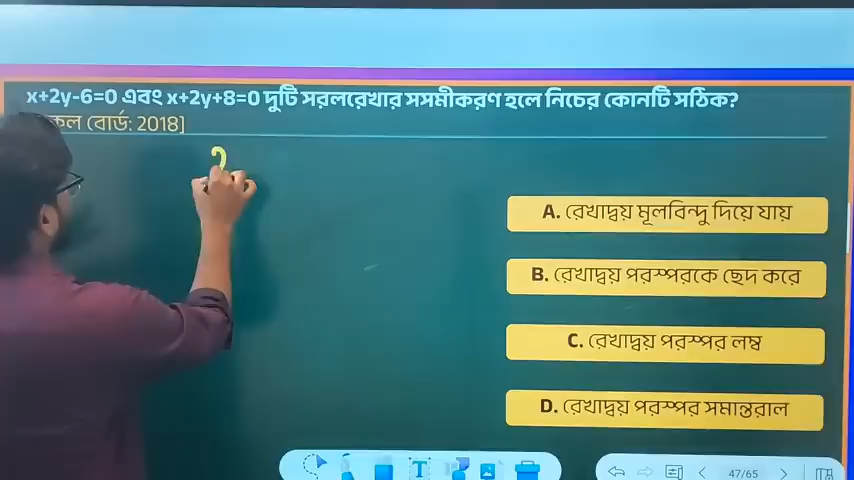 x+2y-6=0 এবং x+2y+8=0 দুটি সরলরেখার সসমীকরণ হলে নিচের কোনটি সঠিক?
বোর্ড: 2018]
A. রেখাদ্বয় মূলবিন্দু দিয়ে যায়
B. রেখাদ্বয় পরস্পরকে ছেদ করে
C. রেখাদ্বয় পরস্পর লম্ব
D. রেখাদ্বয় পরস্পর সমান্তরাল
T
47/65